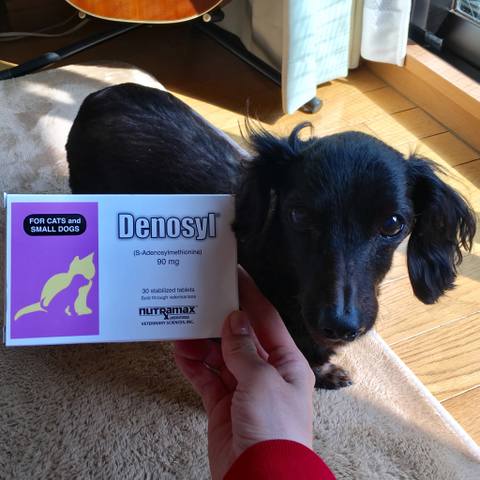 FOR CATS and
SMALL DOGS
Denosyl
(S-Adenosylmethionine)
90 mg
30 stabilized tablets
Sold through veterinarians
NUTRAMAX
LABORATORIES
VETERINARY SCIENCES, INC.